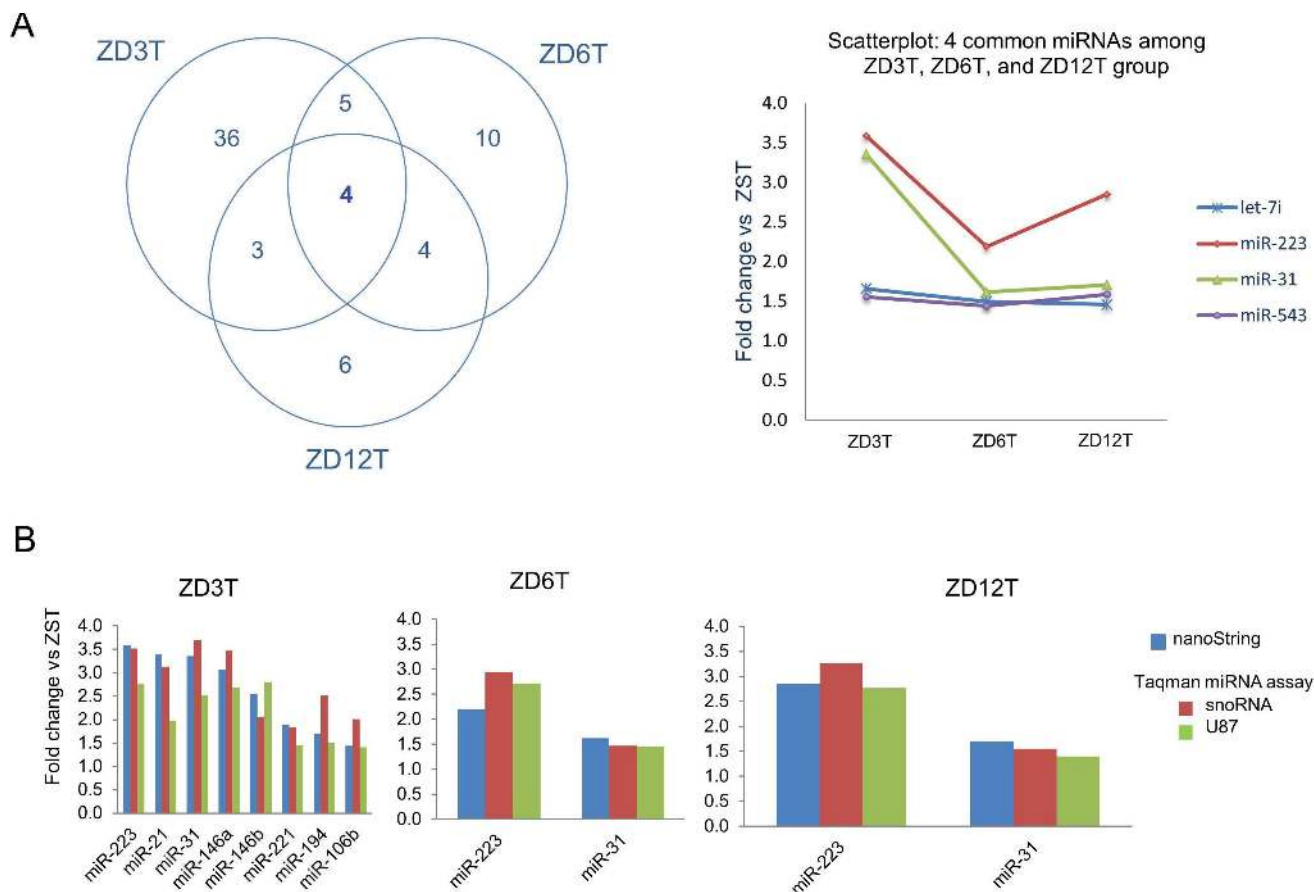 A
ZD3T
ZD6T
5
36
10
4
3
4
6
ZD12T
Scatterplot: 4 common miRNAs among
ZD3T, ZD6T, and ZD12T group
Fold change vs ZST
4.0
3.5
3.0
2.5
2.0
1.5
1.0
0.5
0.0
ZD3T
ZD6T
ZD12T
let-7i
miR-223
miR-31
miR-543
B
ZD3T
Fold change vs ZST
4.0
3.5
3.0
2.5
2.0
1.5
1.0
0.5
0.0
miR-223
miR-21
miR-31
miR-146a
miR-146b
miR-221
miR-194
miR-106b
ZD6T
4.0
3.5
3.0
2.5
2.0
1.5
1.0
0.5
0.0
miR-223
miR-31
ZD12T
4.0
3.5
3.0
2.5
2.0
1.5
1.0
0.5
0.0
miR-223
miR-31
nanoString
Taqman miRNA assay
snoRNA
U87